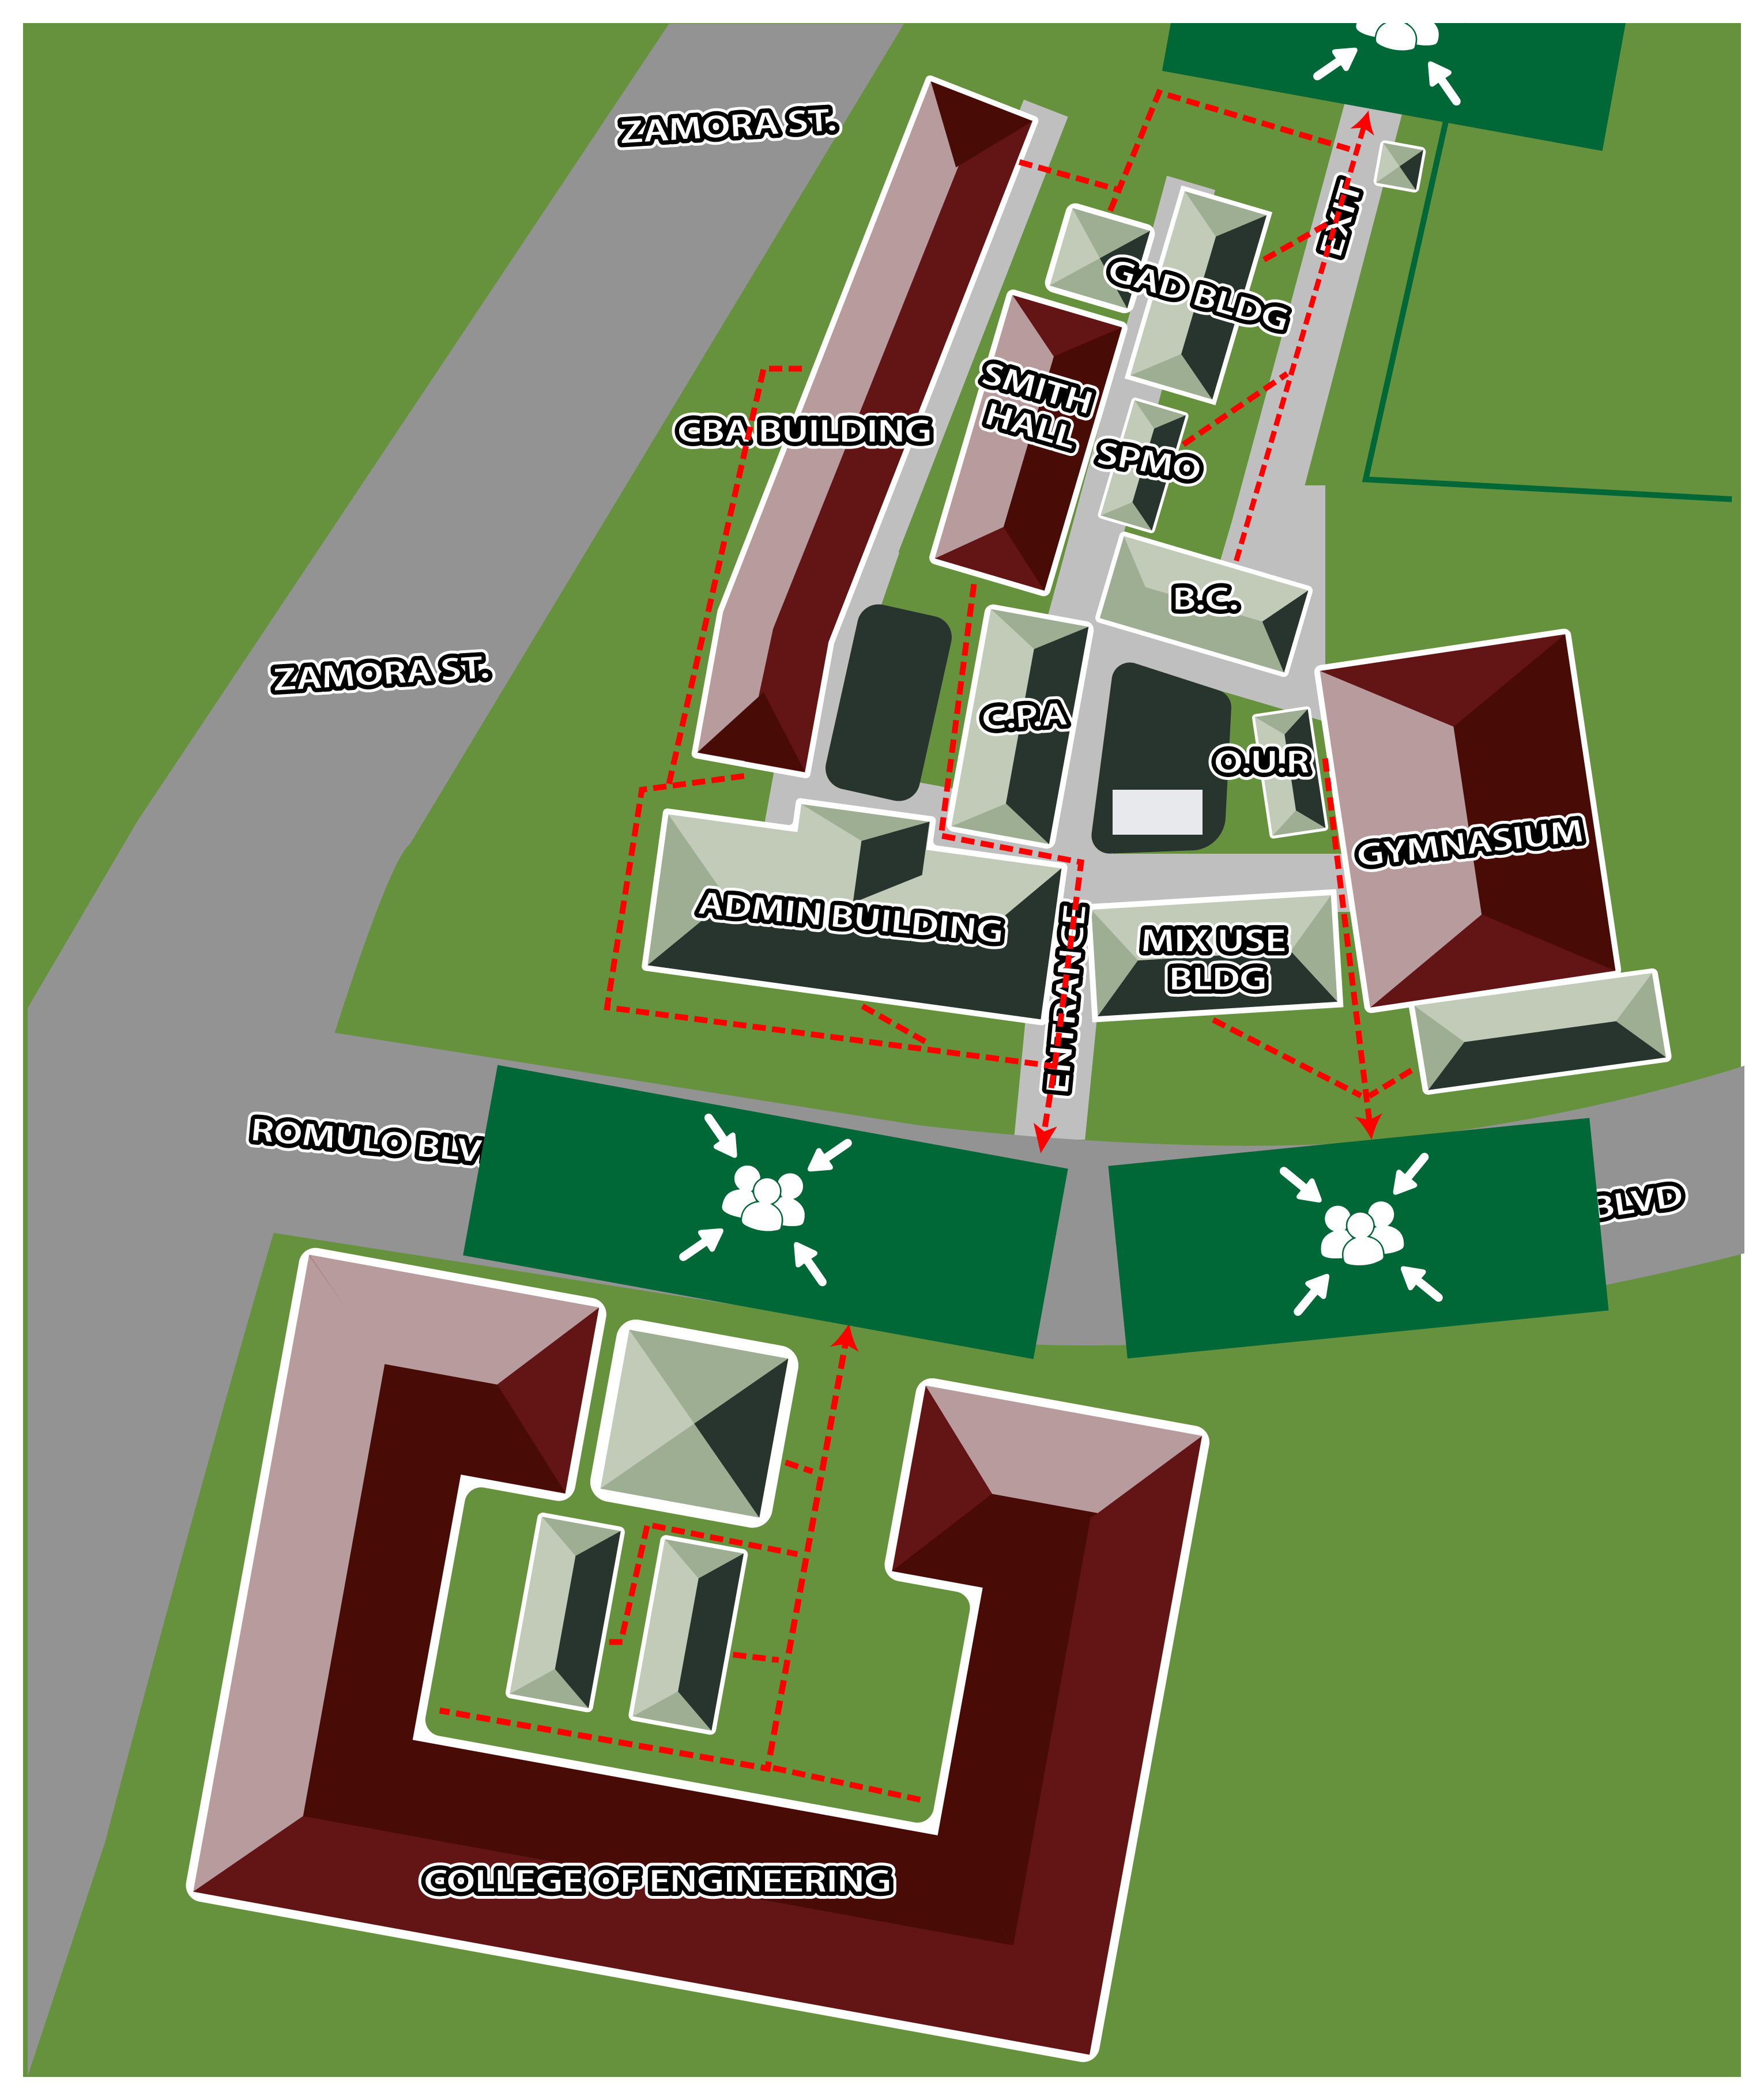 ZAMORA ST.
EXIT
GAD BLDG
SMITH
HALL
CBA BUILDING
SPMO
B.C.
ZAMORA ST.
C.P.A
O.U.R
GYMNASIUM
ADMIN BUILDING
ENTRANCE
MIX USE
BLDG
ROMULO BLV
BLVD
COLLEGE OF ENGINEERING